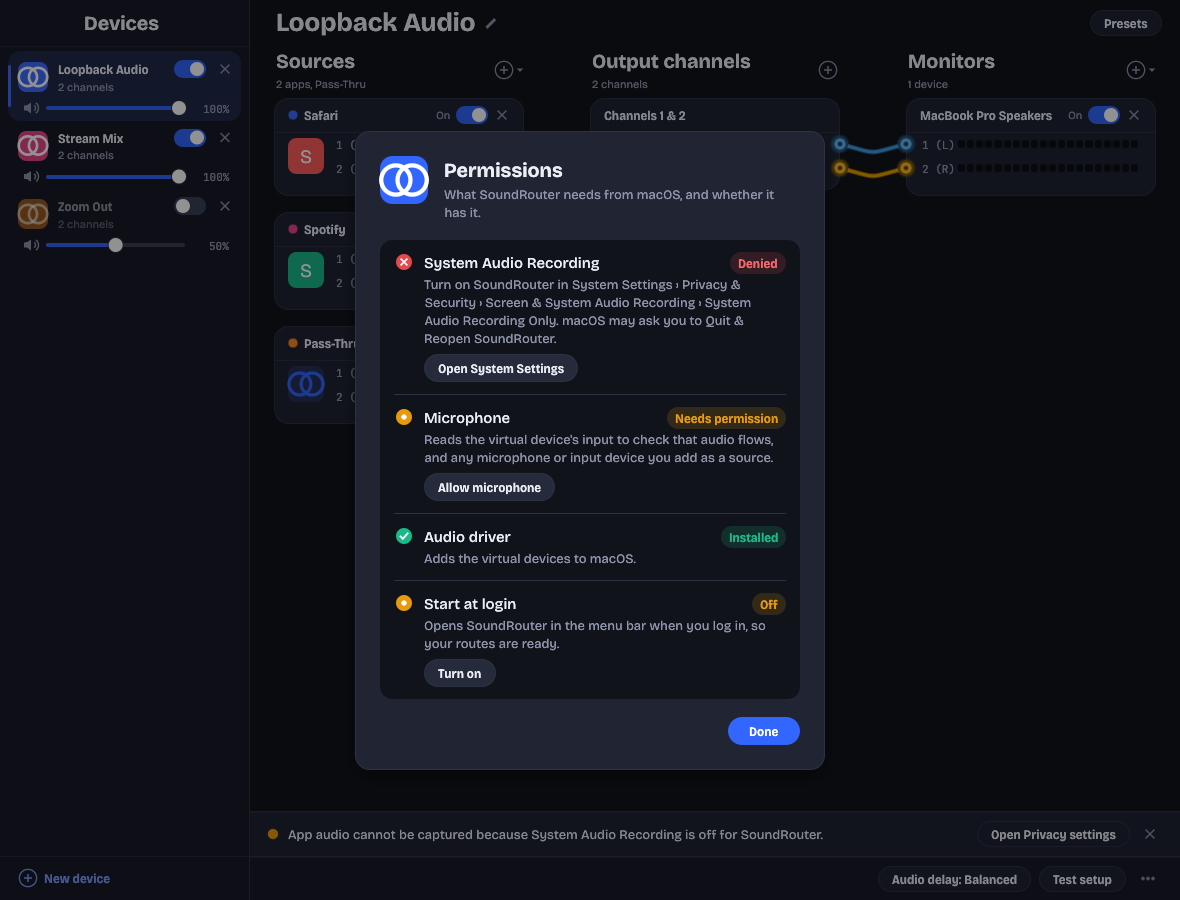 Devices
Loopback Audio
2 channels
100%
Stream Mix
2 channels
100%
Zoom Out
2 channels
50%
New device
Loopback Audio
Presets
Sources
2 apps, Pass-Thru
Output channels
2 channels
Monitors
1 device
Safari
On
S
1 (
2 (
Channels 1 & 2
MacBook Pro Speakers
On
1 (L)
2 (R)
Spotify
S
1 (
2 (
Pass-Thru
1 (
2 (
Permissions
What SoundRouter needs from macOS, and whether it
has it.
System Audio Recording
Denied
Turn on SoundRouter in System Settings › Privacy &
Security › Screen & System Audio Recording › System
Audio Recording Only. macOS may ask you to Quit &
Reopen SoundRouter.
Open System Settings
Microphone
Needs permission
Reads the virtual device's input to check that audio flows,
and any microphone or input device you add as a source.
Allow microphone
Audio driver
Installed
Adds the virtual devices to macOS.
Start at login
Off
Opens SoundRouter in the menu bar when you log in, so
your routes are ready.
Turn on
Done
App audio cannot be captured because System Audio Recording is off for SoundRouter.
Open Privacy settings
Audio delay: Balanced
Test setup